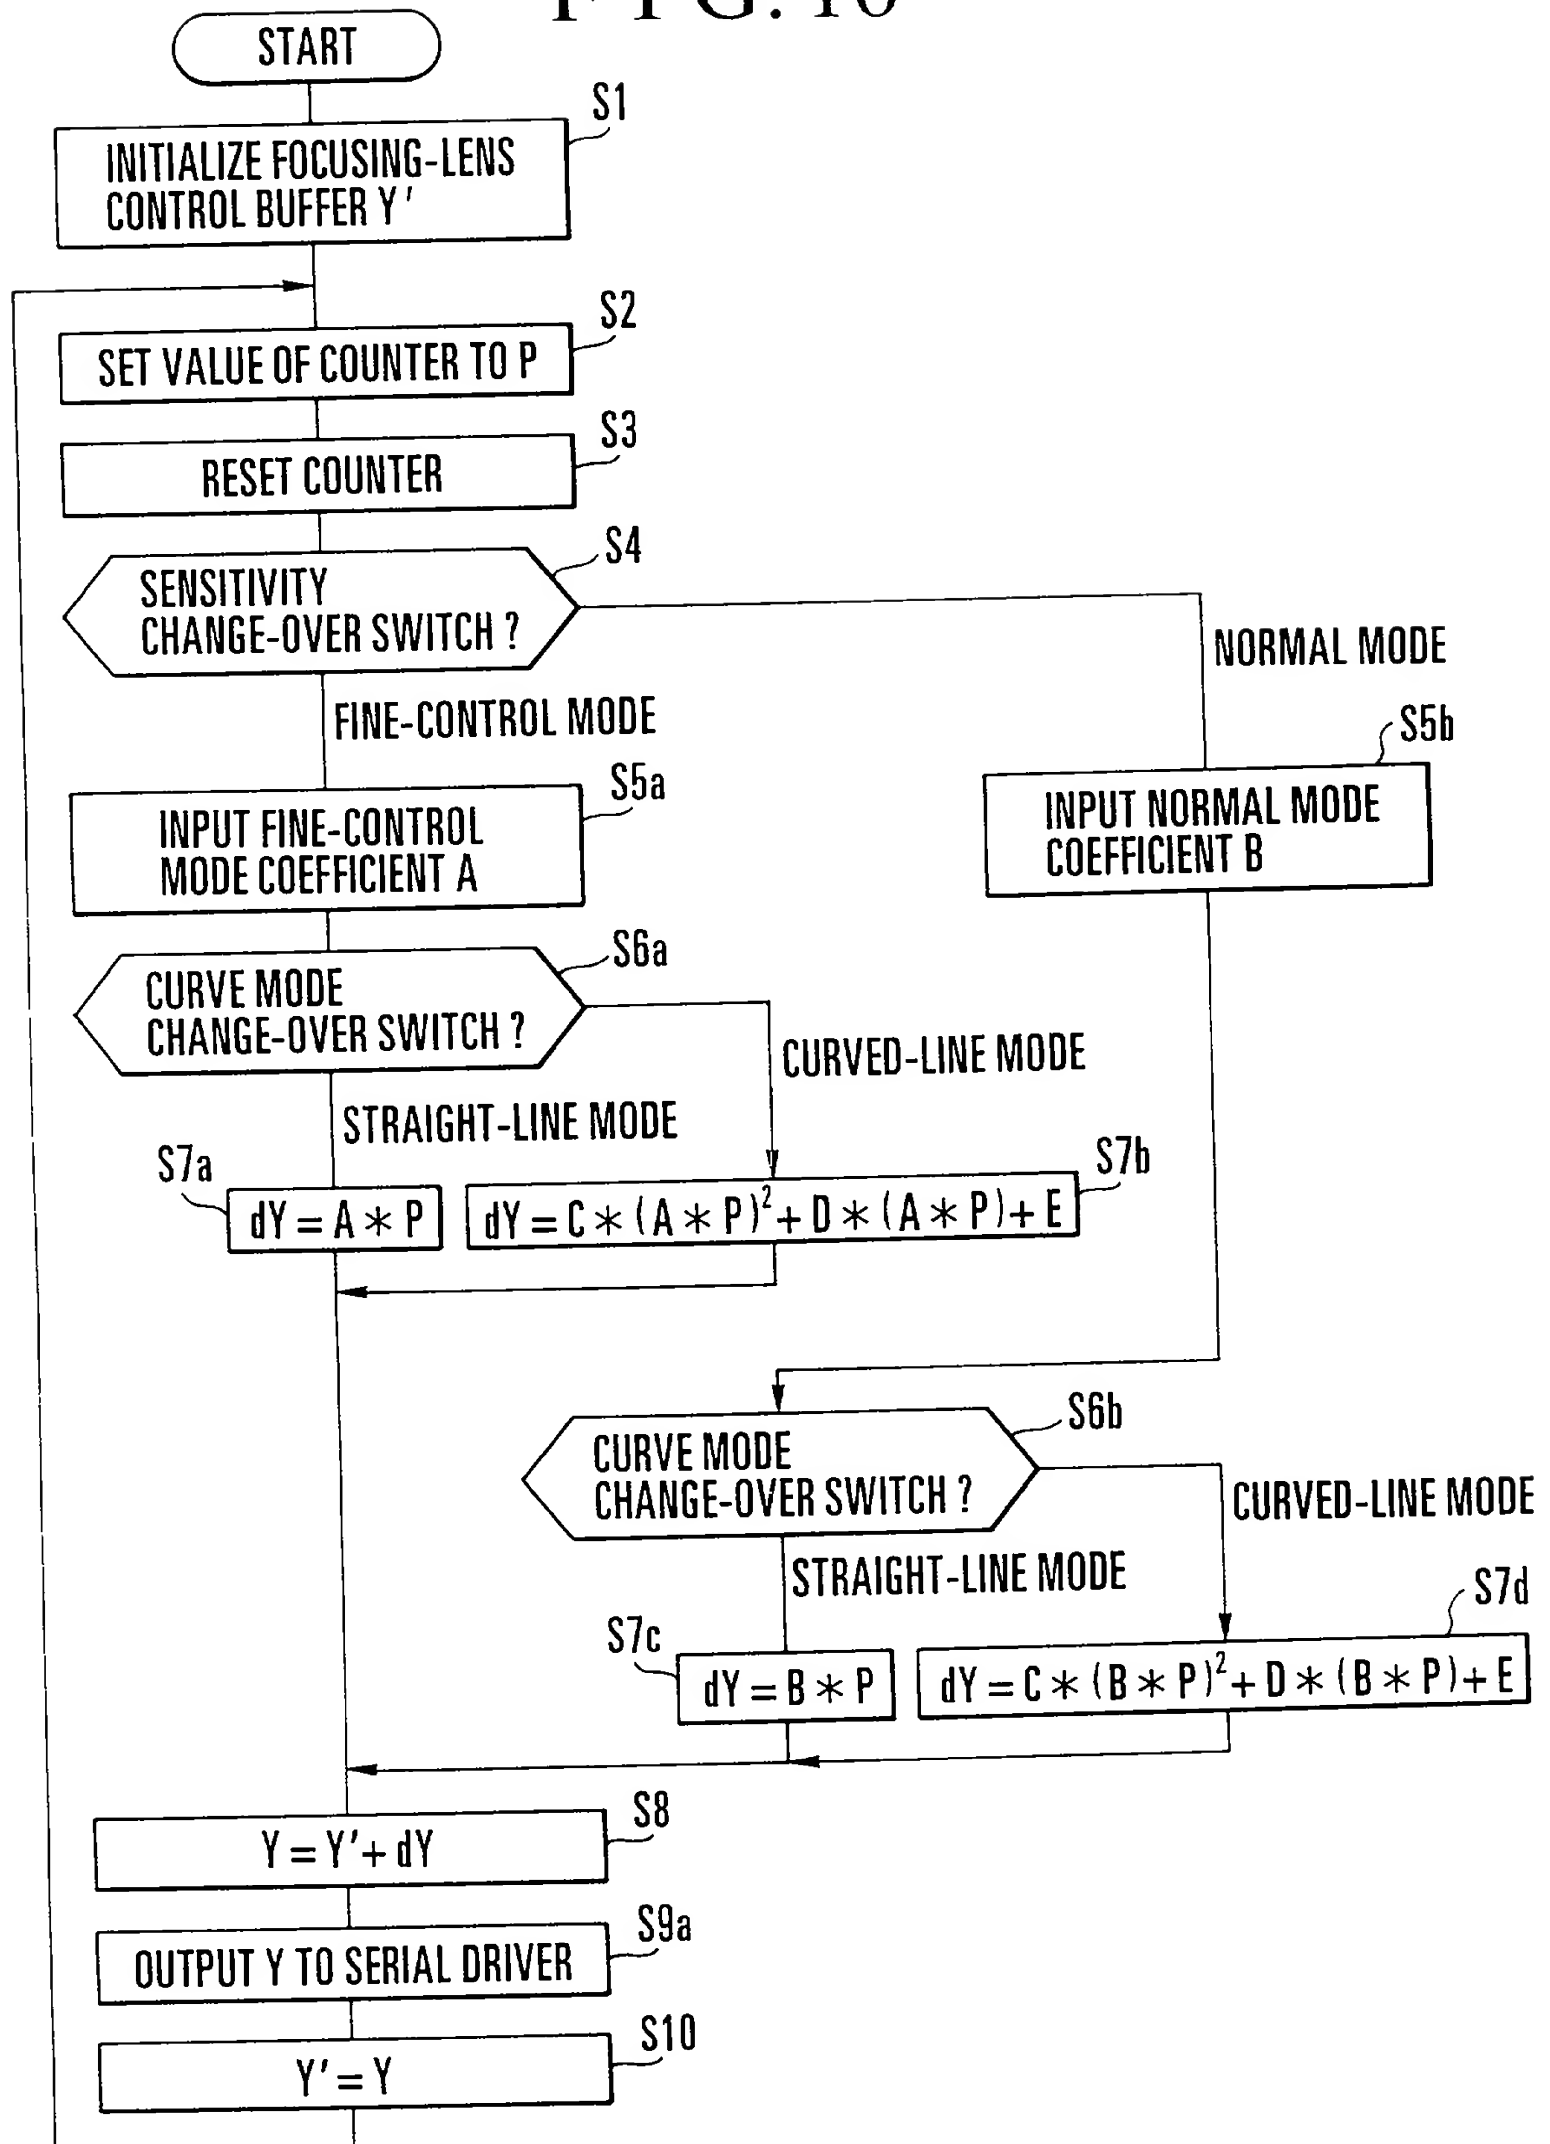 FIG. 10
START
S1
INITIALIZE FOCUSING-LENS
CONTROL BUFFER Y'
S2
SET VALUE OF COUNTER TO P
S3
RESET COUNTER
S4
SENSITIVITY
CHANGE-OVER SWITCH ?
NORMAL MODE
FINE-CONTROL MODE
S5b
INPUT NORMAL MODE
COEFFICIENT B
S5a
INPUT FINE-CONTROL
MODE COEFFICIENT A
S6a
CURVE MODE
CHANGE-OVER SWITCH ?
CURVED-LINE MODE
STRAIGHT-LINE MODE
S7a
dY = A * P
S7b
dY = C * (A * P)² + D * (A * P) + E
S6b
CURVE MODE
CHANGE-OVER SWITCH ?
CURVED-LINE MODE
STRAIGHT-LINE MODE
S7c
dY = B * P
S7d
dY = C * (B * P)² + D * (B * P) + E
S8
Y = Y' + dY
S9a
OUTPUT Y TO SERIAL DRIVER
S10
Y' = Y